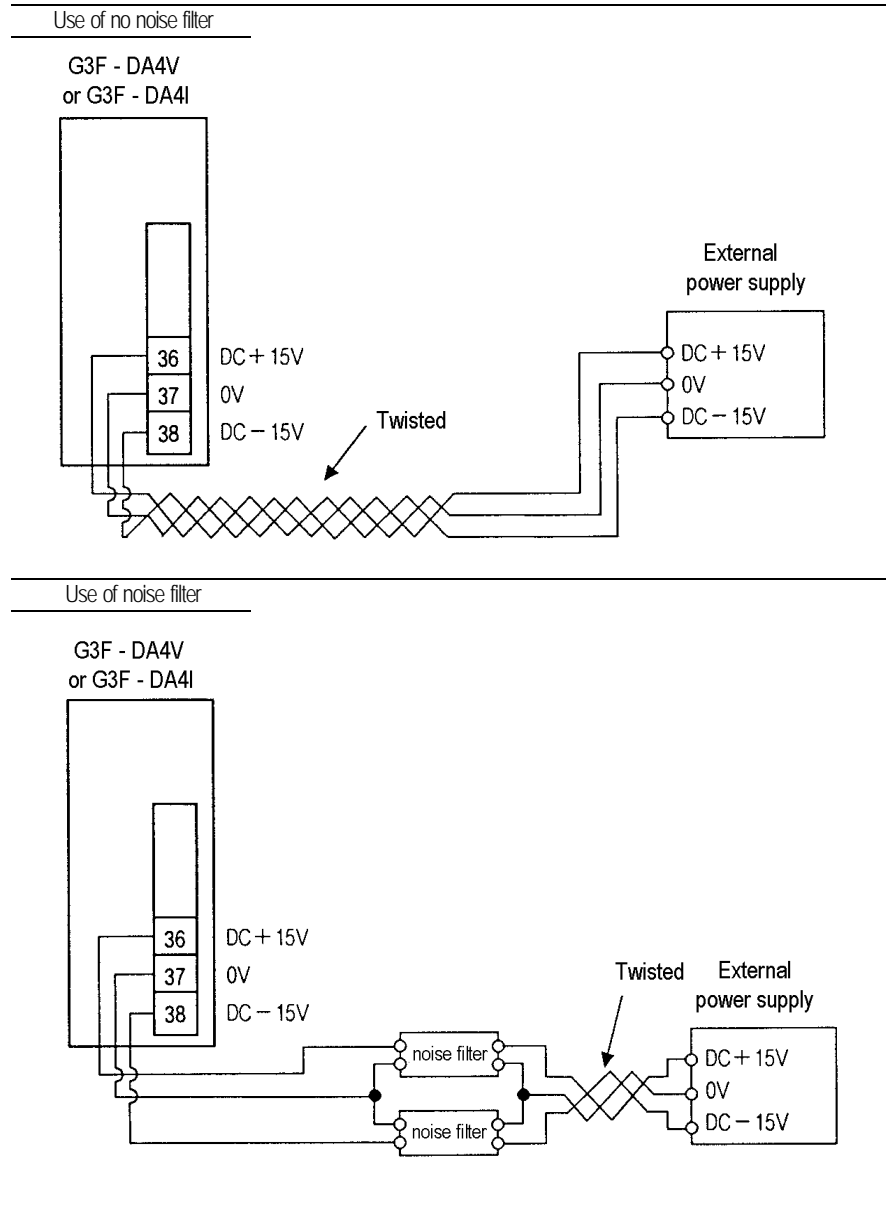 Use of no noise filter
G3F - DA4V
or G3F - DA4I
External
power supply
36 DC+15V
37 0V
38 DC-15V
DC+15V
0V
DC-15V
Twisted
Use of noise filter
G3F - DA4V
or G3F - DA4I
36 DC+15V
37 0V
38 DC-15V
Twisted
External
power supply
noise filter
noise filter
DC+15V
0V
DC-15V